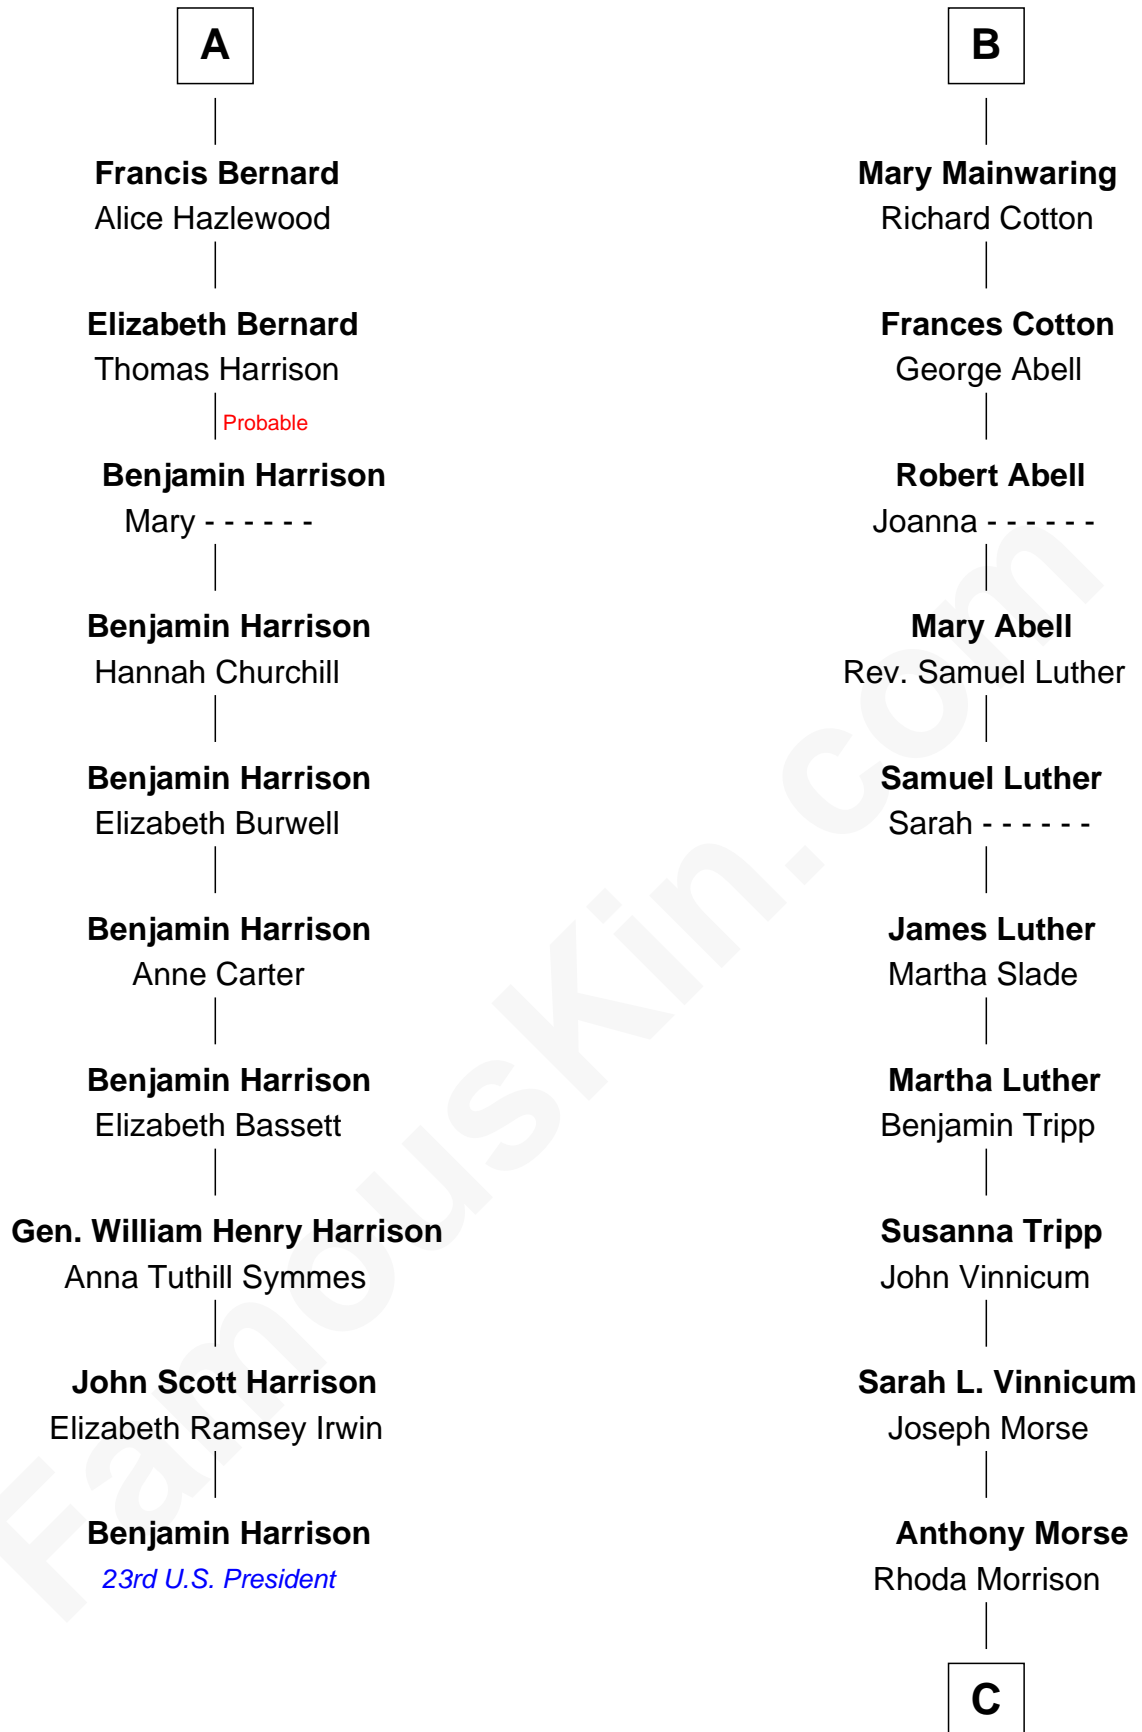 A
Francis Bernard
Alice Hazlewood
Elizabeth Bernard
Thomas Harrison
Probable
Benjamin Harrison
Mary - - - - - -
Benjamin Harrison
Hannah Churchill
Benjamin Harrison
Elizabeth Burwell
Benjamin Harrison
Anne Carter
Benjamin Harrison
Elizabeth Bassett
Gen. William Henry Harrison
Anna Tuthill Symmes
John Scott Harrison
Elizabeth Ramsey Irwin
Benjamin Harrison
23rd U.S. President
B
Mary Mainwaring
Richard Cotton
Frances Cotton
George Abell
Robert Abell
Joanna - - - - - -
Mary Abell
Rev. Samuel Luther
Samuel Luther
Sarah - - - - - -
James Luther
Martha Slade
Martha Luther
Benjamin Tripp
Susanna Tripp
John Vinnicum
Sarah L. Vinnicum
Joseph Morse
Anthony Morse
Rhoda Morrison
C
FamousKin.com